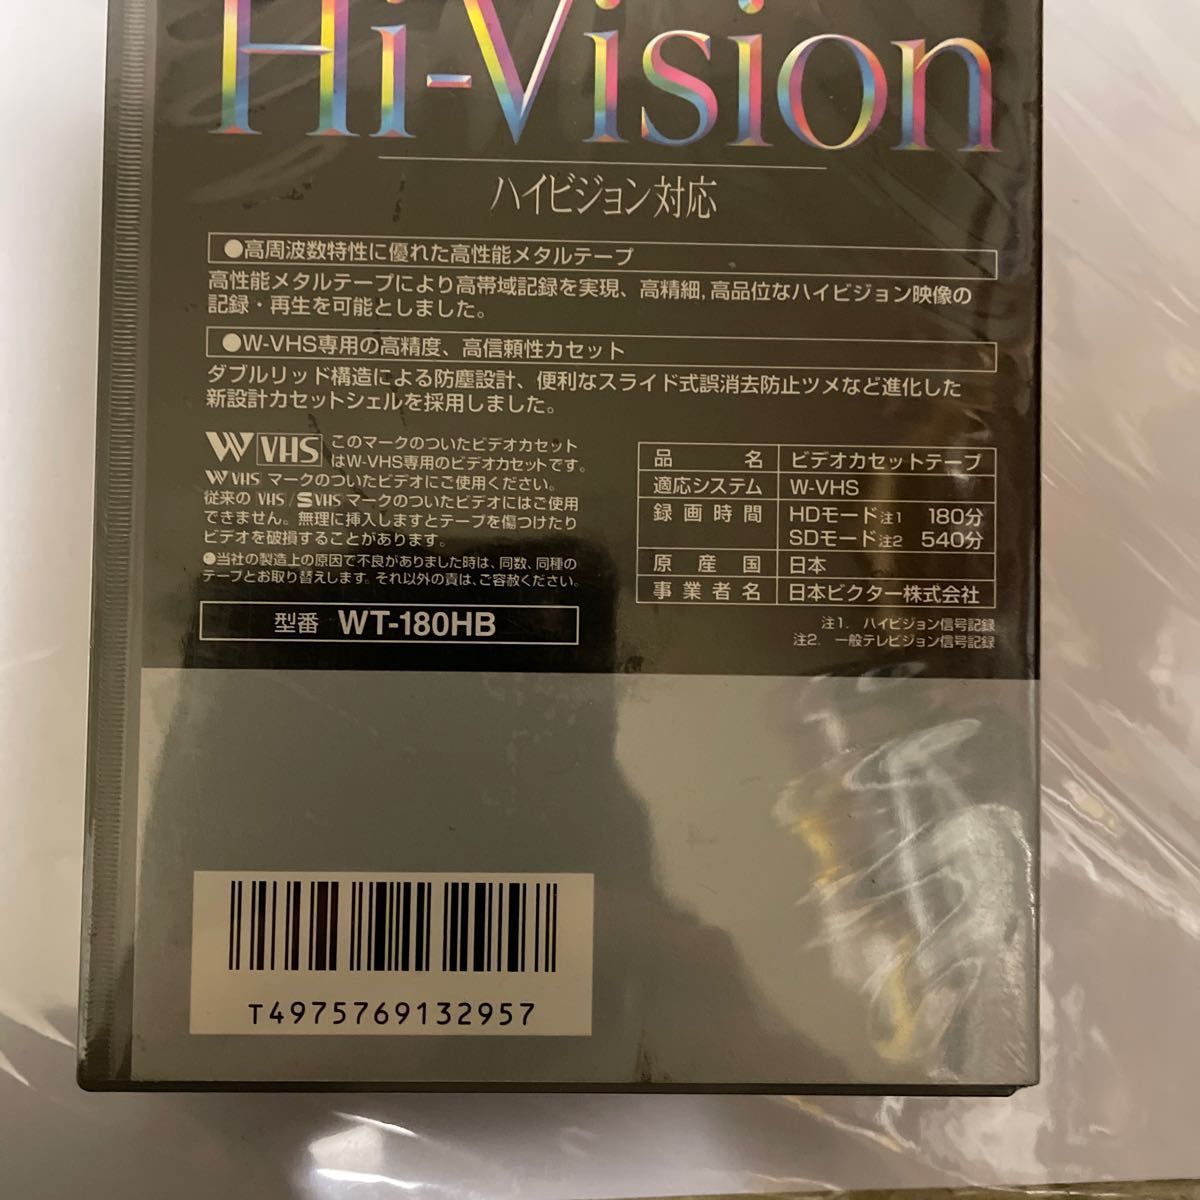 Hi-Vision
ハイビジョン対応
●高周波数特性に優れた高性能メタルテープ
高性能メタルテープにより高帯域記録を実現、高精細,高品位なハイビジョン映像の
記録・再生を可能としました。
●W-VHS専用の高精度、高信頼性カセット
ダブルリッド構造による防塵設計、便利なスライド式誤消去防止ツメなど進化した
新設計カセットシェルを採用しました。
W VHS このマークのついたビデオカセット
はW-VHS専用のビデオカセットです。
W VHS マークのついたビデオにご使用ください。
従来の VHS/S VHS マークのついたビデオにはご使用
できません。無理に挿入しますとテープを傷つけたり
ビデオを破損することがあります。
●当社の製造上の原因で不良がありました時は、同数、同種の
テープとお取り替えします。それ以外の責は、ご容赦ください。
型番 WT-180HB
品名 ビデオカセットテープ
適応システム W-VHS
録画時間 HDモード注1 180分
SDモード注2 540分
原産国 日本
事業者名 日本ビクター株式会社
注1. ハイビジョン信号記録
注2. 一般テレビジョン信号記録
T4975769132957